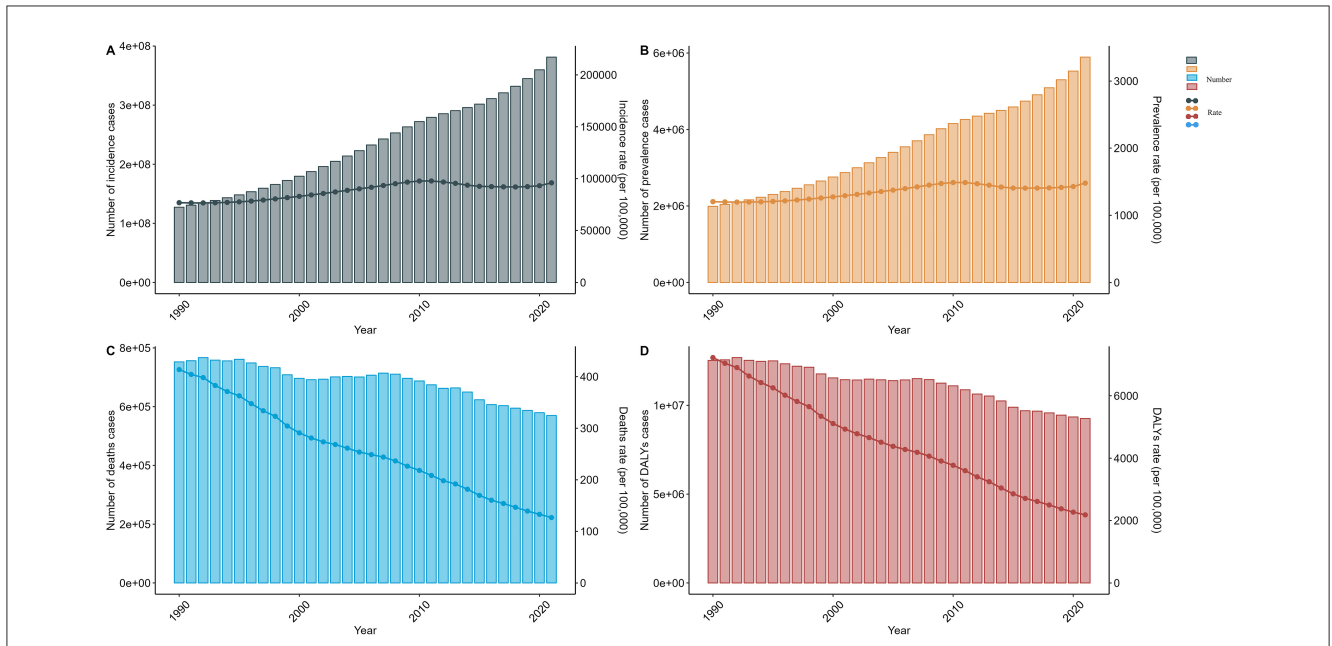 A
4e+08
3e+08
2e+08
1e+08
0e+00
Number of incidence cases
200000
150000
100000
50000
0
Incidence rate (per 100,000)
1990
2000
2010
2020
Year
B
6e+06
4e+06
2e+06
0e+00
Number of prevalence cases
3000
2000
1000
0
Prevalence rate (per 100,000)
1990
2000
2010
2020
Year
Number
Rate
C
8e+05
6e+05
4e+05
2e+05
0e+00
Number of deaths cases
400
300
200
100
0
Deaths rate (per 100,000)
1990
2000
2010
2020
Year
D
1e+07
5e+06
0e+00
Number of DALYs cases
6000
4000
2000
0
DALYs rate (per 100,000)
1990
2000
2010
2020
Year